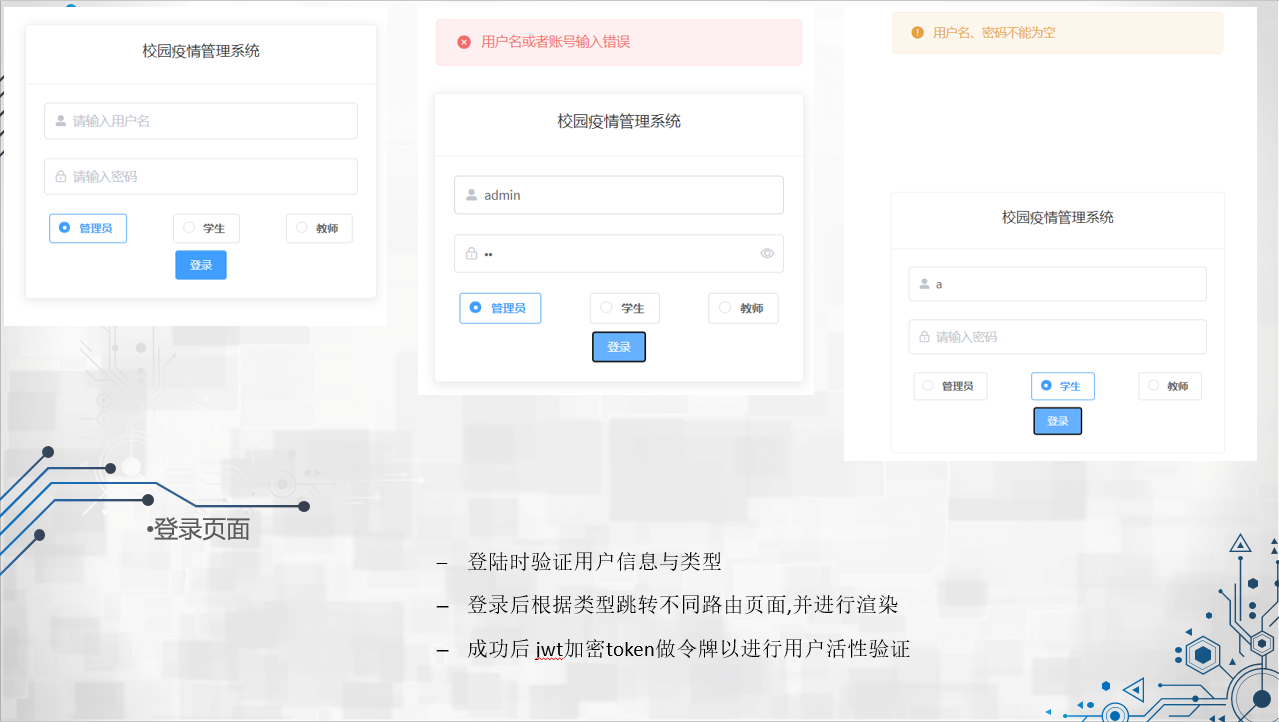 校园疫情管理系统
请输入用户名
请输入密码
管理员 学生 教师
登录
用户名或者账号输入错误
校园疫情管理系统
admin
••
管理员 学生 教师
登录
用户名、密码不能为空
校园疫情管理系统
a
请输入密码
管理员 学生 教师
登录
•登录页面
– 登陆时验证用户信息与类型
– 登录后根据类型跳转不同路由页面,并进行渲染
– 成功后 jwt加密token做令牌以进行用户活性验证